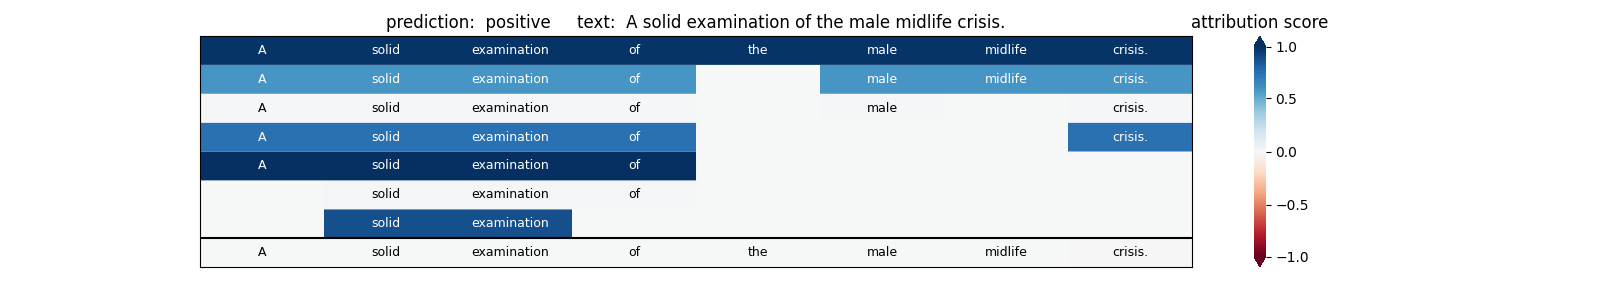 prediction:  positive     text:  A solid examination of the male midlife crisis.
attribution score
A solid examination of the male midlife crisis.
A solid examination of male midlife crisis.
A solid examination of male crisis.
A solid examination of crisis.
A solid examination of
solid examination of
solid examination
A solid examination of the male midlife crisis.
1.0
0.5
0.0
−0.5
−1.0